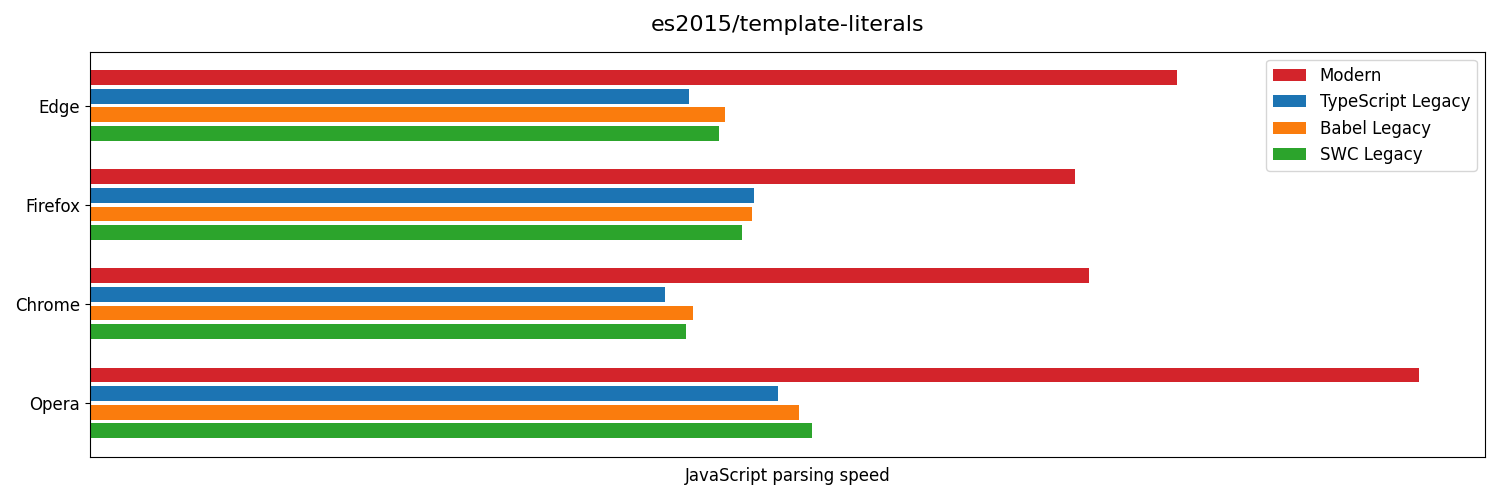 es2015/template-literals
Modern
TypeScript Legacy
Babel Legacy
SWC Legacy
Edge
Firefox
Chrome
Opera
JavaScript parsing speed